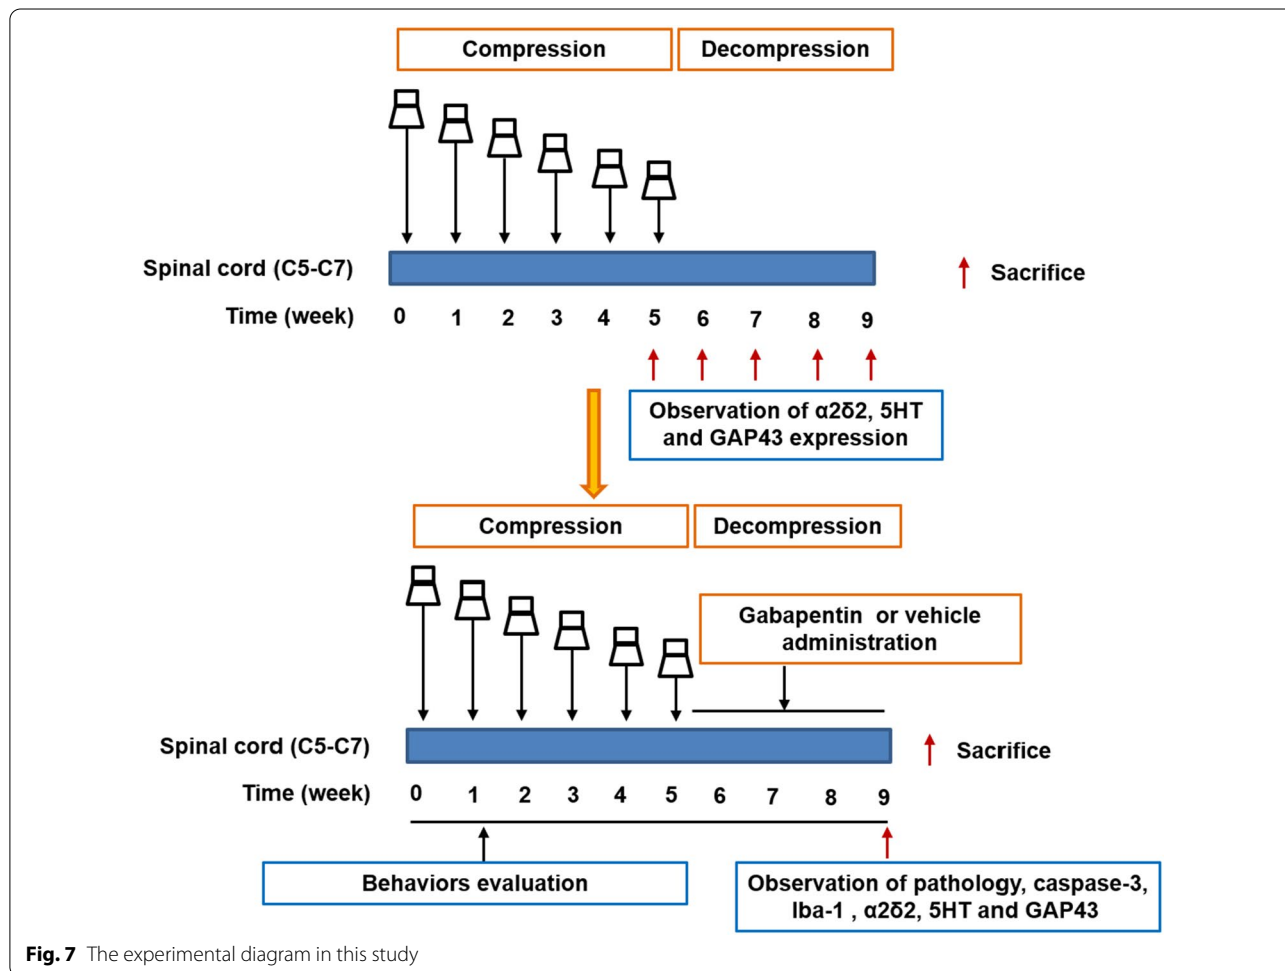 Compression Decompression
Spinal cord (C5-C7)
Sacrifice
Time (week) 0 1 2 3 4 5 6 7 8 9
Observation of α2δ2, 5HT
and GAP43 expression
Compression Decompression
Gabapentin or vehicle
administration
Spinal cord (C5-C7)
Sacrifice
Time (week) 0 1 2 3 4 5 6 7 8 9
Behaviors evaluation
Observation of pathology, caspase-3,
Iba-1 , α2δ2, 5HT and GAP43
Fig. 7 The experimental diagram in this study